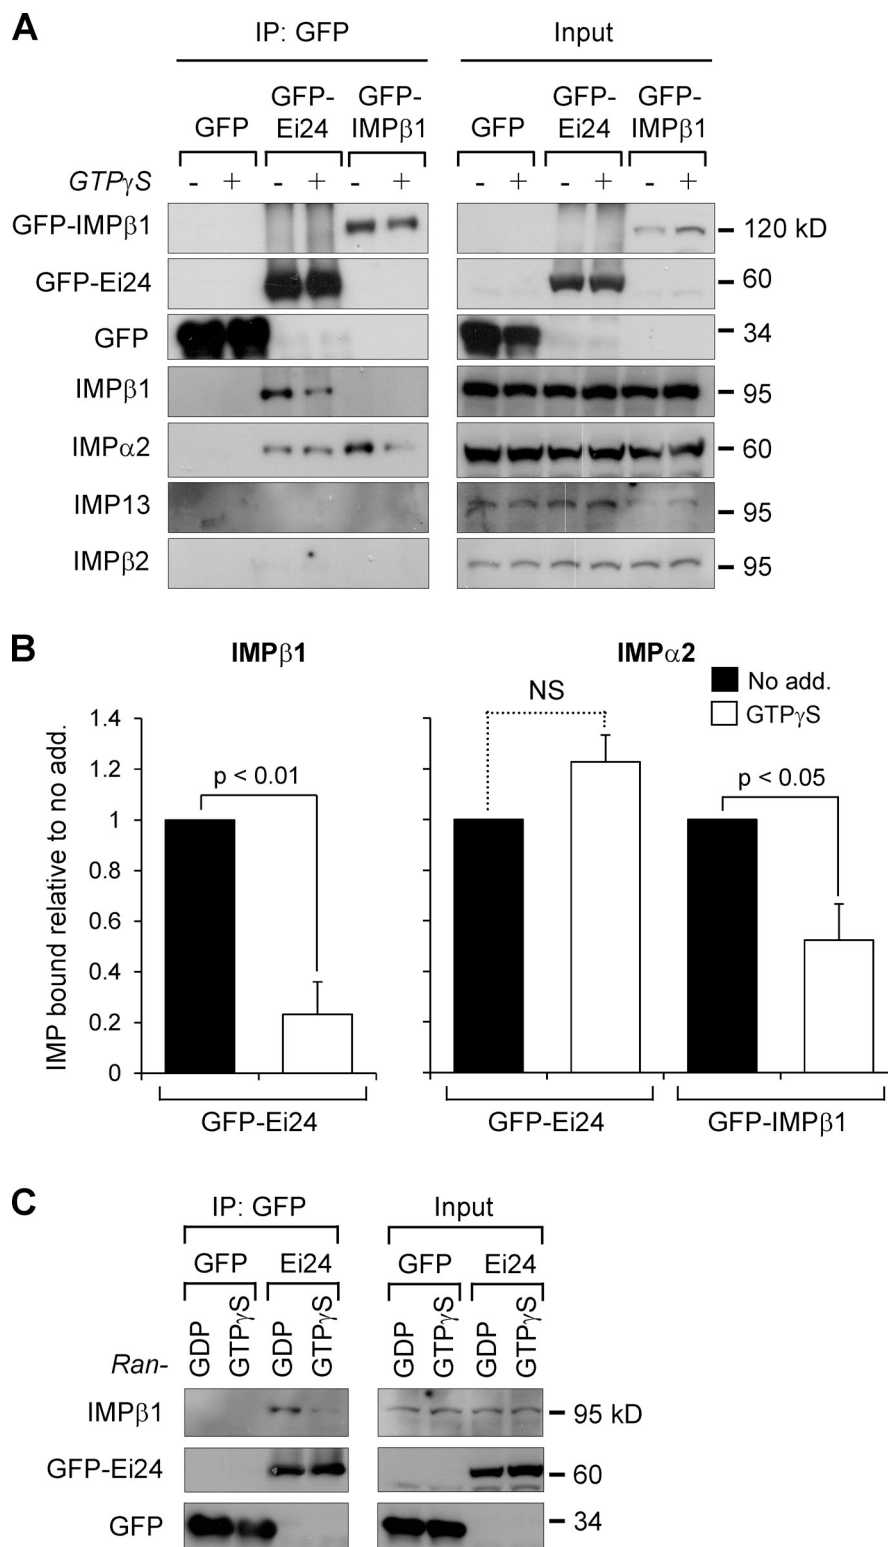 A
IP: GFP Input
GFP GFP-Ei24 GFP-IMPβ1 GFP GFP-Ei24 GFP-IMPβ1
GTPγS - + - + - + - + - + - +
GFP-IMPβ1 120 kD
GFP-Ei24 60
GFP 34
IMPβ1 95
IMPα2 60
IMP13 95
IMPβ2 95
B
IMPβ1 IMPα2
No add.
GTPγS
IMP bound relative to no add.
1.4
1.2
1
0.8
0.6
0.4
0.2
0
p < 0.01
NS
p < 0.05
GFP-Ei24 GFP-Ei24 GFP-IMPβ1
C
IP: GFP Input
GFP Ei24 GFP Ei24
Ran- GDP GTPγS GDP GTPγS GDP GTPγS GDP GTPγS
IMPβ1 95 kD
GFP-Ei24 60
GFP 34